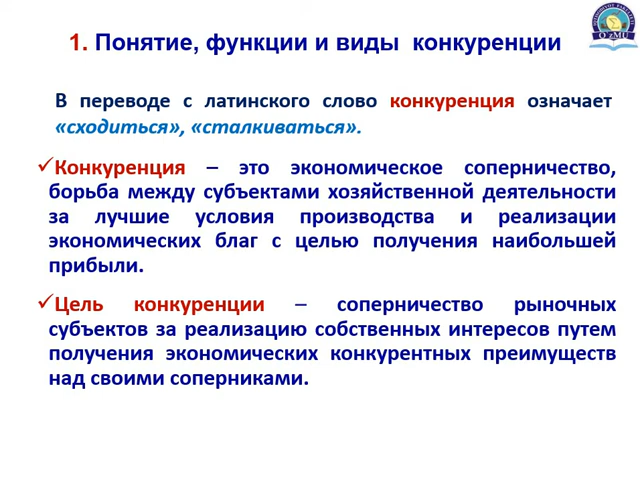 1. Понятие, функции и виды конкуренции
В переводе с латинского слово конкуренция означает
«сходиться», «сталкиваться».
✓Конкуренция – это экономическое соперничество,
борьба между субъектами хозяйственной деятельности
за лучшие условия производства и реализации
экономических благ с целью получения наибольшей
прибыли.
✓Цель конкуренции – соперничество рыночных
субъектов за реализацию собственных интересов путем
получения экономических конкурентных преимуществ
над своими соперниками.